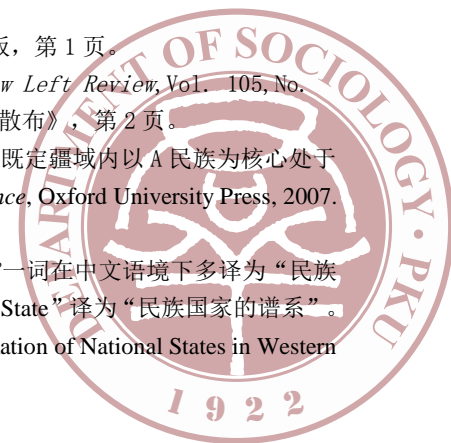 版，第 1 页。
w Left Review,Vol. 105,No.
散布》，第 2 页。
既定疆域内以 A 民族为核心处于
nce, Oxford University Press, 2007.
一词在中文语境下多译为“民族
State”译为“民族国家的谱系”。
ation of National States in Western
DEPARTMENT OF SOCIOLOGY · PKU
1922